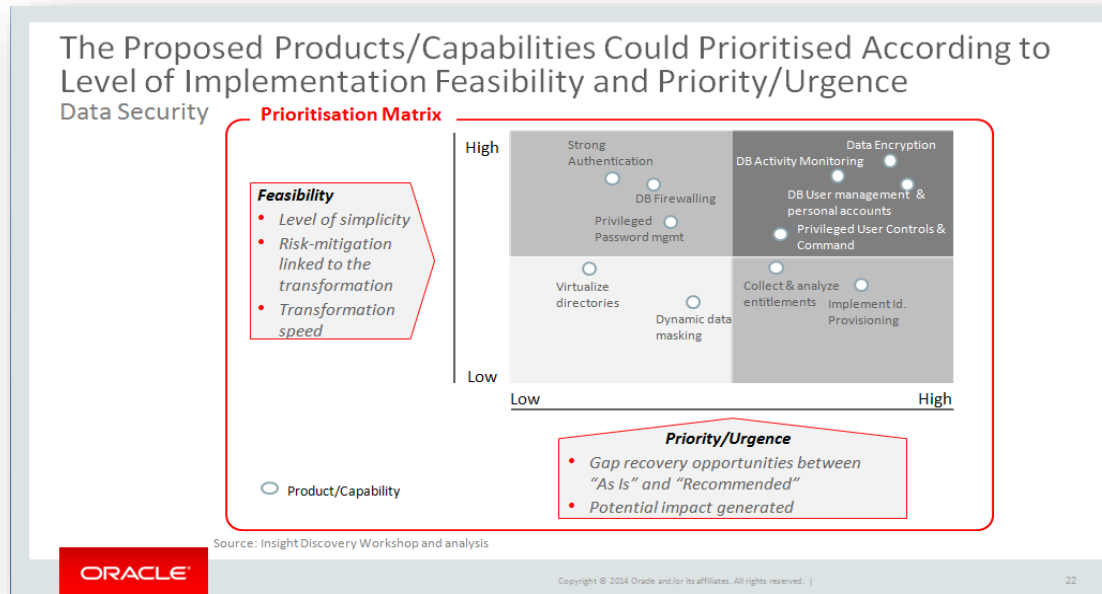 The Proposed Products/Capabilities Could Prioritised According to
Level of Implementation Feasibility and Priority/Urgence
Data Security
Prioritisation Matrix
High
Strong
Authentication
DB Firewalling
Privileged
Password mgmt
Data Encryption
DB Activity Monitoring
DB User management &
personal accounts
Privileged User Controls &
Command
Feasibility
• Level of simplicity
• Risk-mitigation
linked to the
transformation
• Transformation
speed
Virtualize
directories
Dynamic data
masking
Collect & analyze
entitlements
Implement Id.
Provisioning
Low
Low
High
Priority/Urgence
• Gap recovery opportunities between
“As Is” and “Recommended”
• Potential impact generated
Product/Capability
Source: Insight Discovery Workshop and analysis
ORACLE®
Copyright © 2014 Oracle and/or its affiliates. All rights reserved. |
22